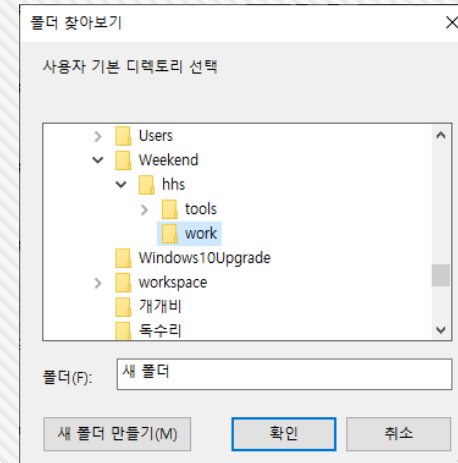 폴더 찾아보기
사용자 기본 디렉토리 선택
Users
Weekend
hhs
tools
work
Windows10Upgrade
workspace
개개비
독수리
폴더(F): 새 폴더
새 폴더 만들기(M) 확인 취소